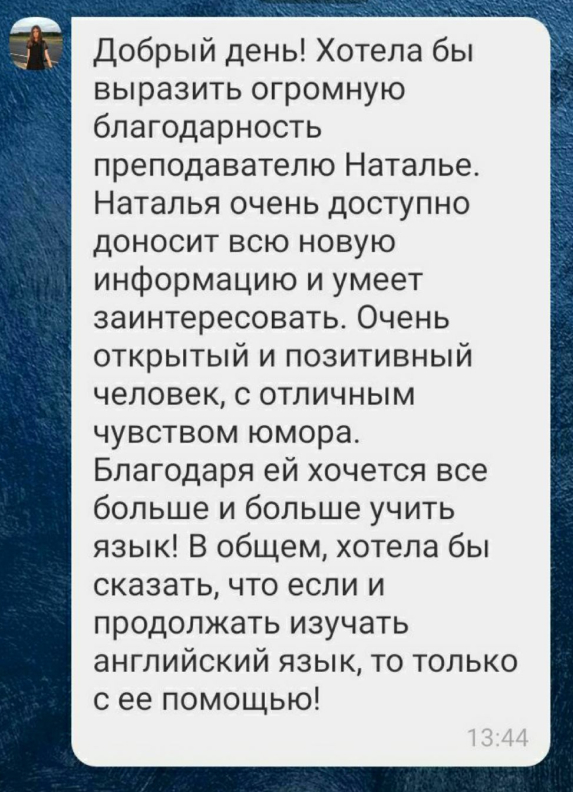 Добрый день! Хотела бы
выразить огромную
благодарность
преподавателю Наталье.
Наталья очень доступно
доносит всю новую
информацию и умеет
заинтересовать. Очень
открытый и позитивный
человек, с отличным
чувством юмора.
Благодаря ей хочется все
больше и больше учить
язык! В общем, хотела бы
сказать, что если и
продолжать изучать
английский язык, то только
с ее помощью!
13:44